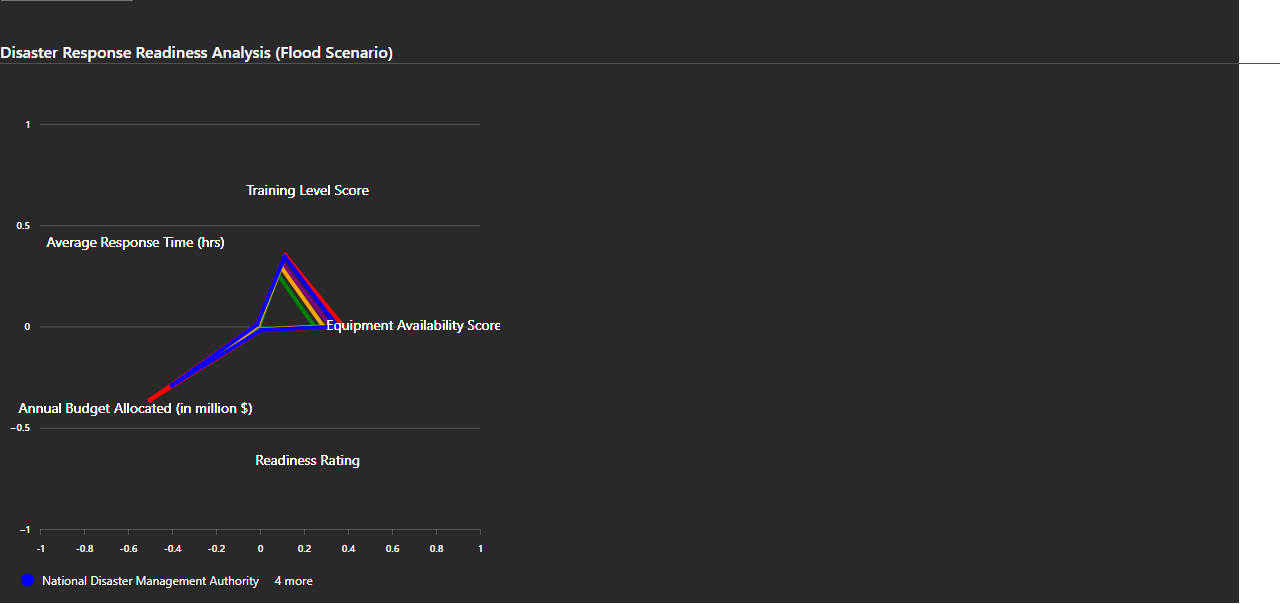 Disaster Response Readiness Analysis (Flood Scenario)
1
Training Level Score
0.5
Average Response Time (hrs)
0
Equipment Availability Score
Annual Budget Allocated (in million $)
−0.5
Readiness Rating
−1
-1 -0.8 -0.6 -0.4 -0.2 0 0.2 0.4 0.6 0.8 1
National Disaster Management Authority 4 more